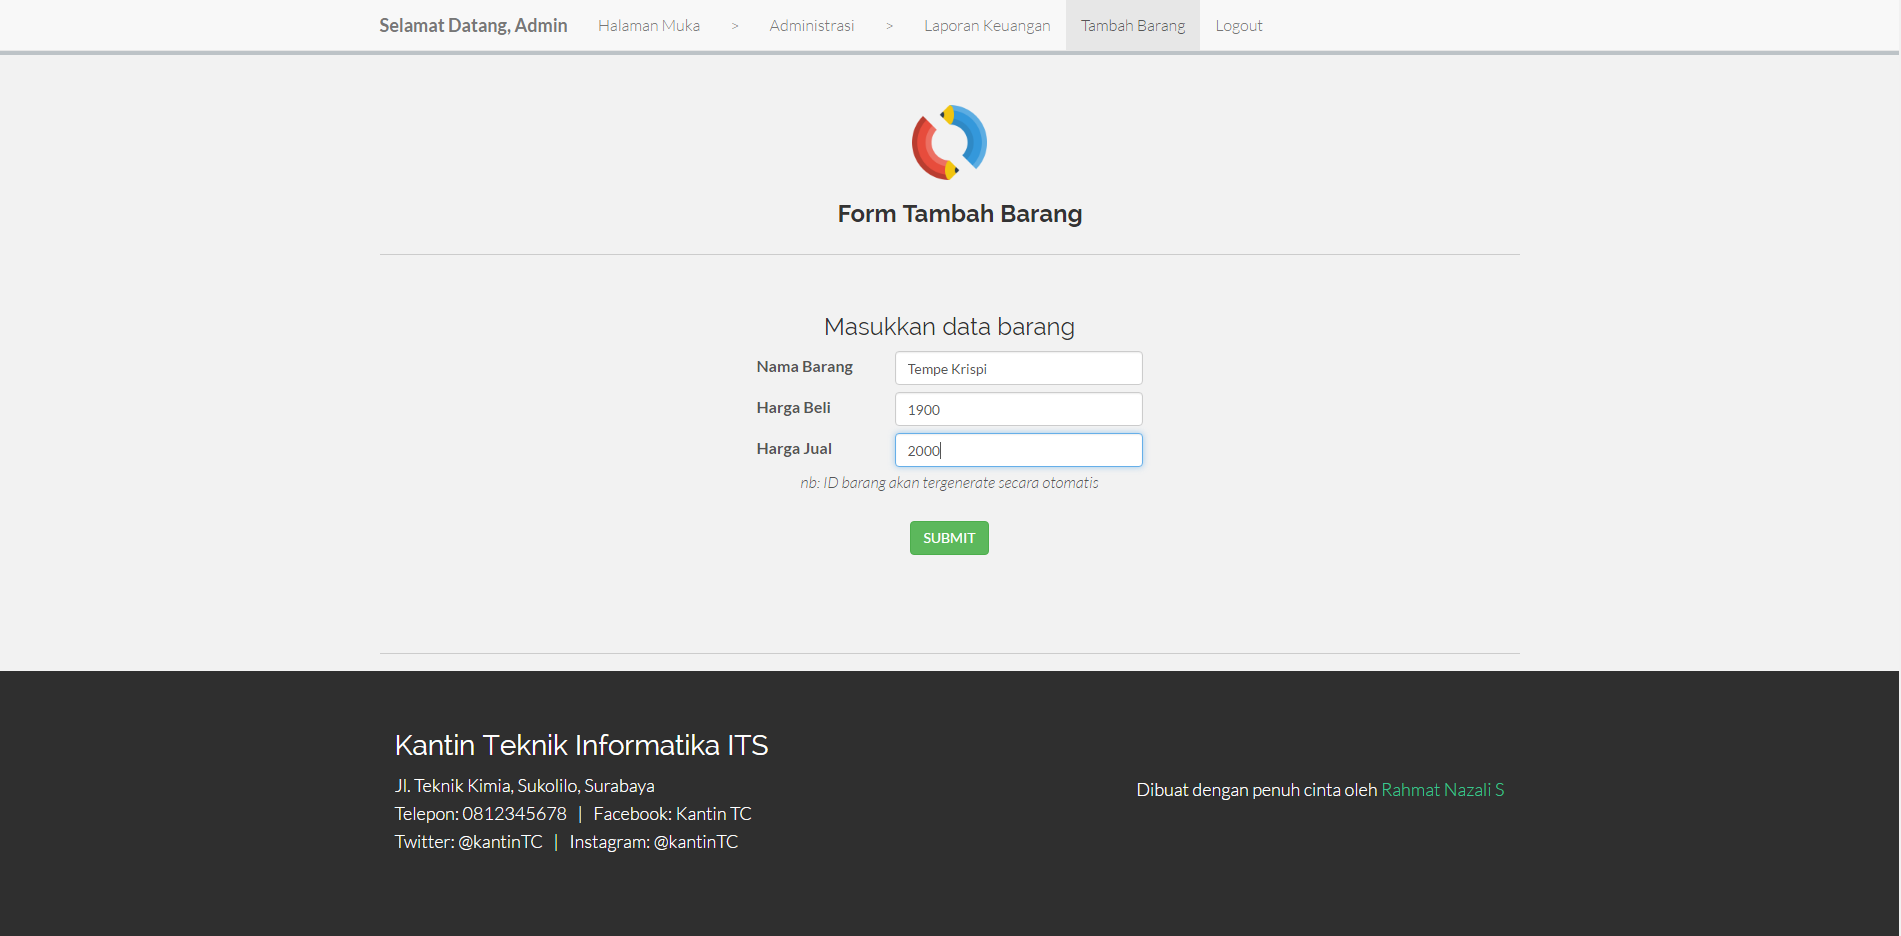 Selamat Datang, Admin Halaman Muka > Administrasi > Laporan Keuangan Tambah Barang Logout
Form Tambah Barang
Masukkan data barang
Nama Barang Tempe Krispi
Harga Beli 1900
Harga Jual 2000
nb: ID barang akan tergenerate secara otomatis
SUBMIT
Kantin Teknik Informatika ITS
Jl. Teknik Kimia, Sukolilo, Surabaya
Telepon: 0812345678 | Facebook: Kantin TC
Twitter: @kantinTC | Instagram: @kantinTC
Dibuat dengan penuh cinta oleh Rahmat Nazali S